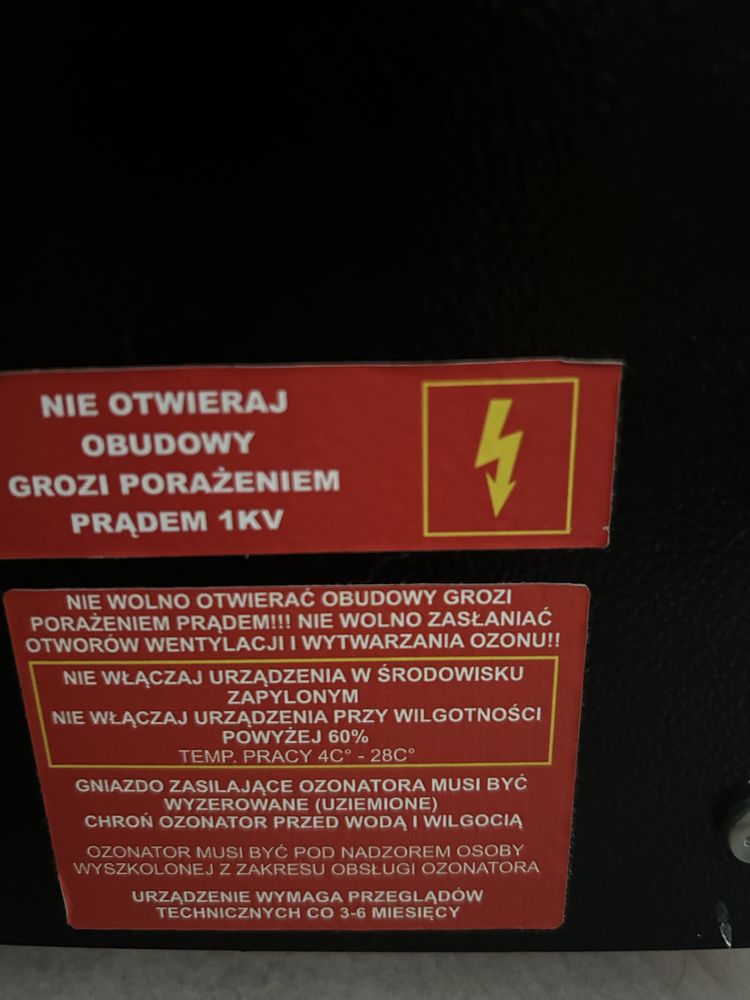 NIE OTWIERAJ
OBUDOWY
GROZI PORAŻENIEM
PRĄDEM 1KV
NIE WOLNO OTWIERAĆ OBUDOWY GROZI
PORAŻENIEM PRĄDEM!!! NIE WOLNO ZASŁANIAĆ
OTWORÓW WENTYLACJI I WYTWARZANIA OZONU!!
NIE WŁĄCZAJ URZĄDZENIA W ŚRODOWISKU
ZAPYLONYM
NIE WŁĄCZAJ URZĄDZENIA PRZY WILGOTNOŚCI
POWYŻEJ 60%
TEMP. PRACY 4C° - 28C°
GNIAZDO ZASILAJĄCE OZONATORA MUSI BYĆ
WYZEROWANE (UZIEMIONE)
CHROŃ OZONATOR PRZED WODĄ I WILGOCIĄ
OZONATOR MUSI BYĆ POD NADZOREM OSOBY
WYSZKOLONEJ Z ZAKRESU OBSŁUGI OZONATORA
URZĄDZENIE WYMAGA PRZEGLĄDÓW
TECHNICZNYCH CO 3-6 MIESIĘCY